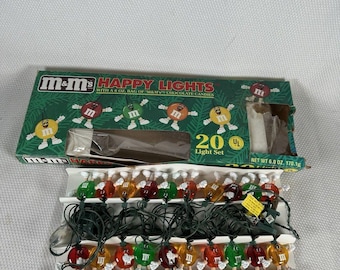 m&m's
HAPPY LIGHTS
WITH A 6 OZ. BAG OF "M&M's" CHOCOLATE CANDIES
20
Light Set
UL
NET WT 6.0 OZ. 170.1g
m&m's